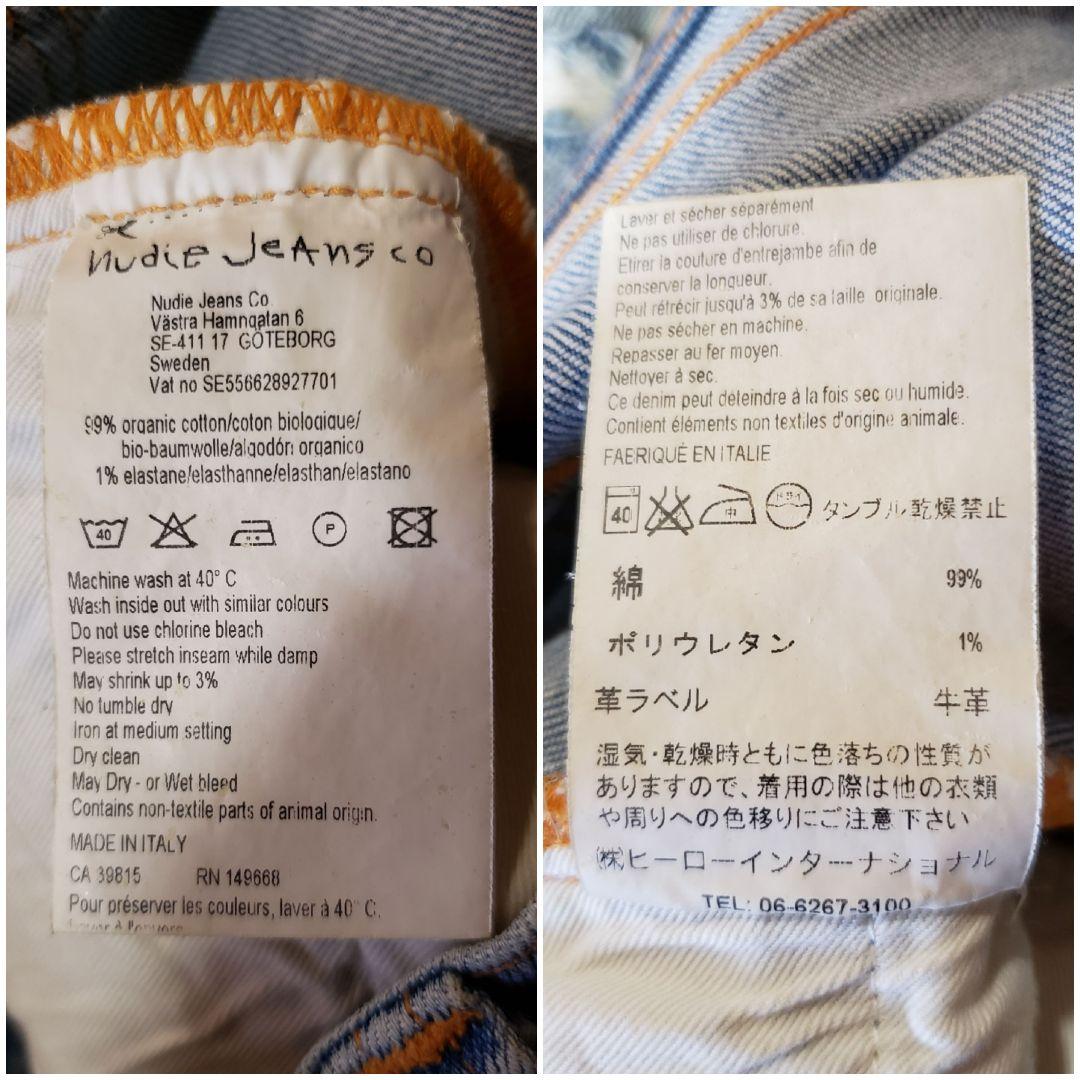 Nudie Jeans co
Nudie Jeans Co
Västra Hamngatan 6
SE-411 17 GÖTEBORG
Sweden
Vat no SE556628927701
99% organic cotton/coton biologique/
bio-baumwolle/algodón organico
1% elastane/elasthanne/elasthan/elastano
40
P
Machine wash at 40° C
Wash inside out with similar colours
Do not use chlorine bleach
Please stretch inseam while damp
May shrink up to 3%
No tumble dry
Iron at medium setting
Dry clean
May Dry - or Wet bleed
Contains non-textile parts of animal origin.
MADE IN ITALY
CA 39815 RN 149668
Pour préserver les couleurs, laver à 40° C.
Laver à l'envers
Laver et sécher séparément
Ne pas utiliser de chlorure.
Etirer la couture d'entrejambe afin de
conserver la longueur.
Peut rétrécir jusqu'à 3% de sa taille originale.
Ne pas sécher en machine.
Repasser au fer moyen.
Nettoyer à sec.
Ce denim peut déteindre à la fois sec ou humide.
Contient éléments non textiles d'origine animale.
FABRIQUÉ EN ITALIE
40 中 ドライ タンブル乾燥禁止
綿 99%
ポリウレタン 1%
革ラベル 牛革
湿気・乾燥時ともに色落ちの性質が
ありますので、着用の際は他の衣類
や周りへの色移りにご注意下さい
㈱ヒーローインターナショナル
TEL: 06-6267-3100